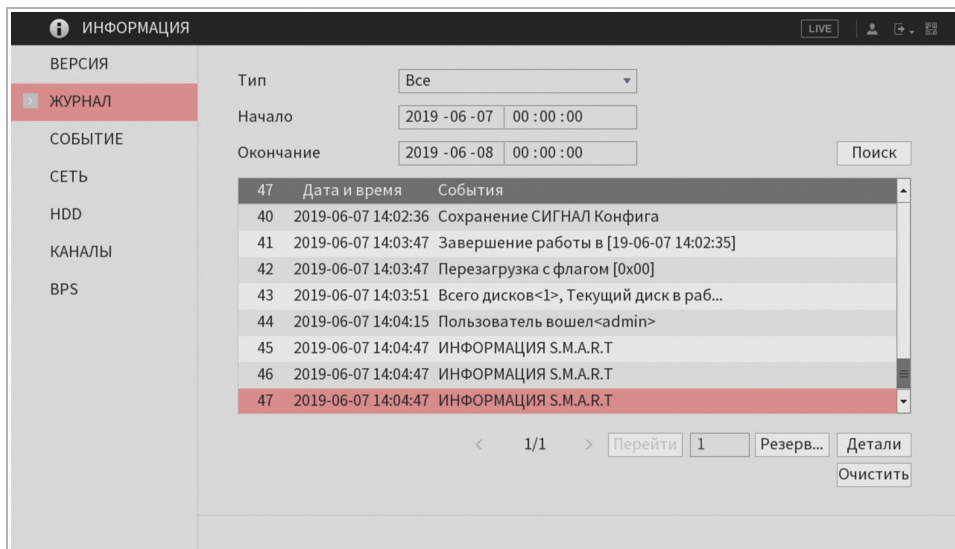 ИНФОРМАЦИЯ LIVE
ВЕРСИЯ
ЖУРНАЛ
СОБЫТИЕ
СЕТЬ
HDD
КАНАЛЫ
BPS
Тип Все
Начало 2019 - 06 - 07 00 : 00 : 00
Окончание 2019 - 06 - 08 00 : 00 : 00
Поиск
47 Дата и время События
40 2019-06-07 14:02:36 Сохранение СИГНАЛ Конфига
41 2019-06-07 14:03:47 Завершение работы в [19-06-07 14:02:35]
42 2019-06-07 14:03:47 Перезагрузка с флагом [0x00]
43 2019-06-07 14:03:51 Всего дисков<1>, Текущий диск в раб...
44 2019-06-07 14:04:15 Пользователь вошел<admin>
45 2019-06-07 14:04:47 ИНФОРМАЦИЯ S.M.A.R.T
46 2019-06-07 14:04:47 ИНФОРМАЦИЯ S.M.A.R.T
47 2019-06-07 14:04:47 ИНФОРМАЦИЯ S.M.A.R.T
< 1/1 > Перейти 1 Резерв... Детали
Очистить